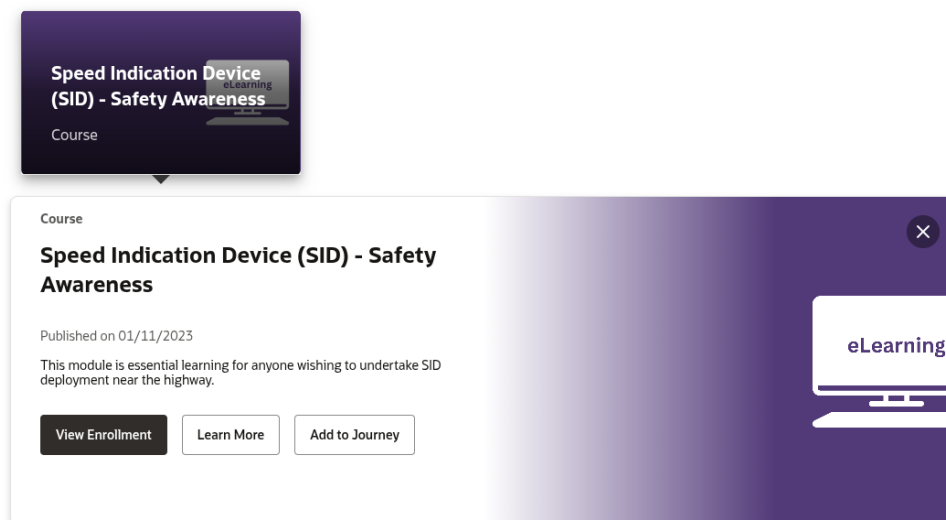 Speed Indication Device
(SID) - Safety Awareness
eLearning
Course
Course
Speed Indication Device (SID) - Safety
Awareness
Published on 01/11/2023
This module is essential learning for anyone wishing to undertake SID
deployment near the highway.
View Enrollment
Learn More
Add to Journey
eLearning